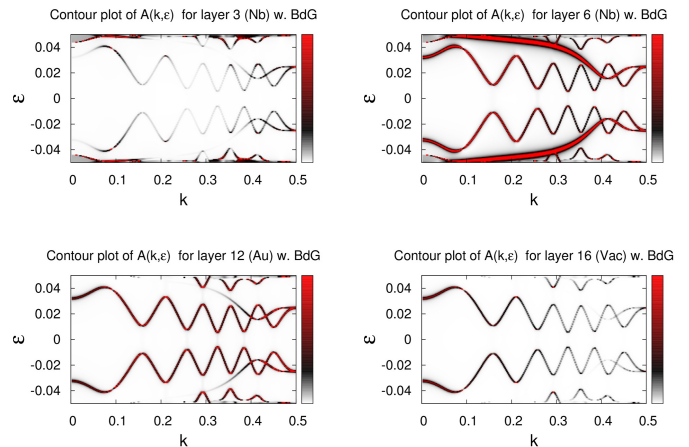 Contour plot of A(k,ε) for layer 3 (Nb) w. BdG
0.04
0.02
0
-0.02
-0.04
ε
0 0.1 0.2 0.3 0.4 0.5
k
Contour plot of A(k,ε) for layer 6 (Nb) w. BdG
0.04
0.02
0
-0.02
-0.04
ε
0 0.1 0.2 0.3 0.4 0.5
k
Contour plot of A(k,ε) for layer 12 (Au) w. BdG
0.04
0.02
0
-0.02
-0.04
ε
0 0.1 0.2 0.3 0.4 0.5
k
Contour plot of A(k,ε) for layer 16 (Vac) w. BdG
0.04
0.02
0
-0.02
-0.04
ε
0 0.1 0.2 0.3 0.4 0.5
k